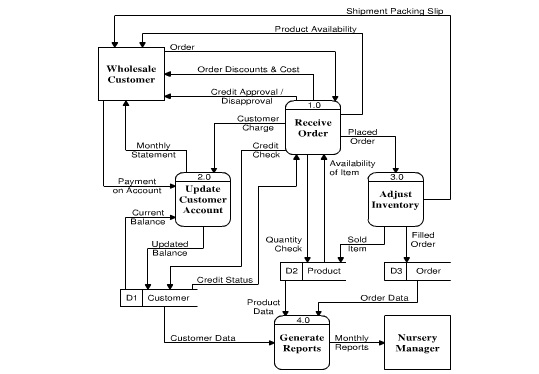 Shipment Packing Slip
Product Availability
Order
Wholesale
Customer
Order Discounts & Cost
Credit Approval /
Disapproval
1.0
Receive
Order
Customer
Charge
Credit
Check
Placed
Order
Monthly
Statement
Availability
of Item
2.0
Update
Customer
Account
3.0
Adjust
Inventory
Payment
on Account
Current
Balance
Updated
Balance
Quantity
Check
Sold
Item
Filled
Order
Credit Status
D2 Product
D3 Order
D1 Customer
Product
Data
Order Data
4.0
Generate
Reports
Customer Data
Monthly
Reports
Nursery
Manager